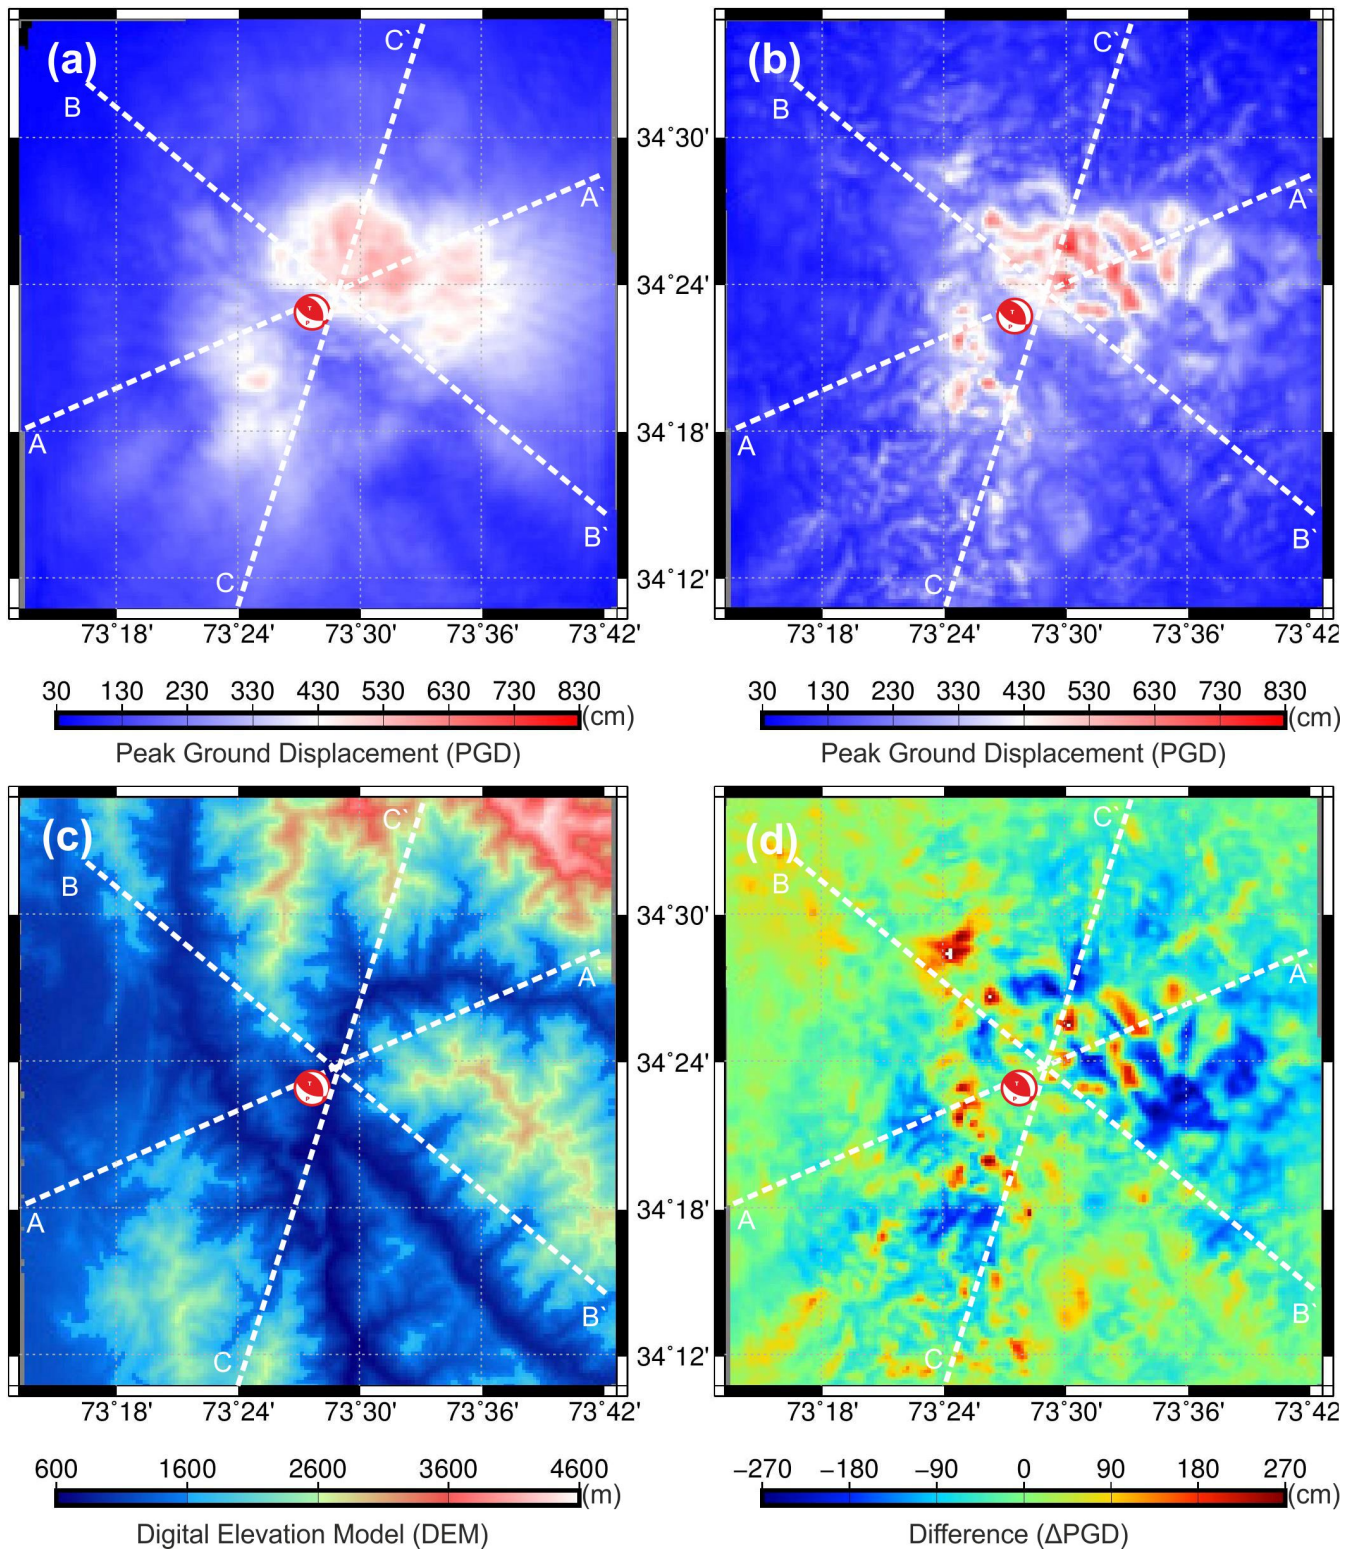 (a)
C`
B
A`
A
B`
C
(b)
C`
B
A`
A
B`
C
34°30'
34°24'
34°18'
34°12'
73°18' 73°24' 73°30' 73°36' 73°42'
73°18' 73°24' 73°30' 73°36' 73°42
30 130 230 330 430 530 630 730 830
(cm)
Peak Ground Displacement (PGD)
30 130 230 330 430 530 630 730 830
(cm)
Peak Ground Displacement (PGD)
(c)
C`
B
A`
A
B`
C
(d)
C`
B
A`
A
B`
C
34°30'
34°24'
34°18'
34°12'
73°18' 73°24' 73°30' 73°36' 73°42'
73°18' 73°24' 73°30' 73°36' 73°42
600 1600 2600 3600 4600
(m)
Digital Elevation Model (DEM)
−270 −180 −90 0 90 180 270
(cm)
Difference (ΔPGD)
T
P
T
P
T
P
T
P